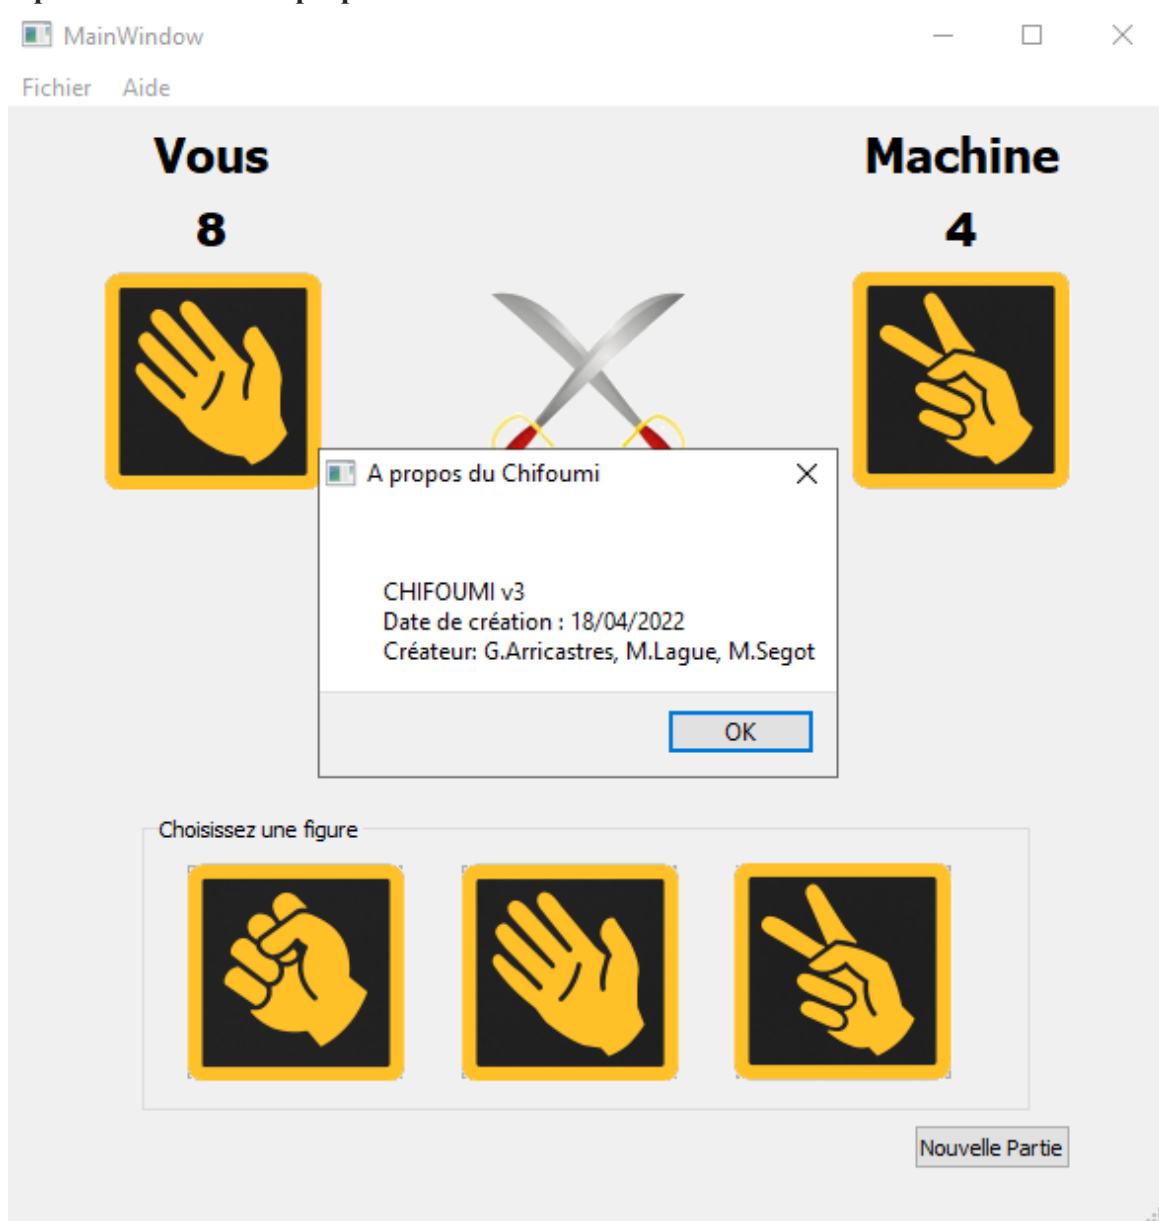 MainWindow
Fichier Aide
Vous Machine
8 4
A propos du Chifoumi
CHIFOUMI v3
Date de création : 18/04/2022
Créateur: G.Arricastres, M.Lague, M.Segot
OK
Choisissez une figure
Nouvelle Partie